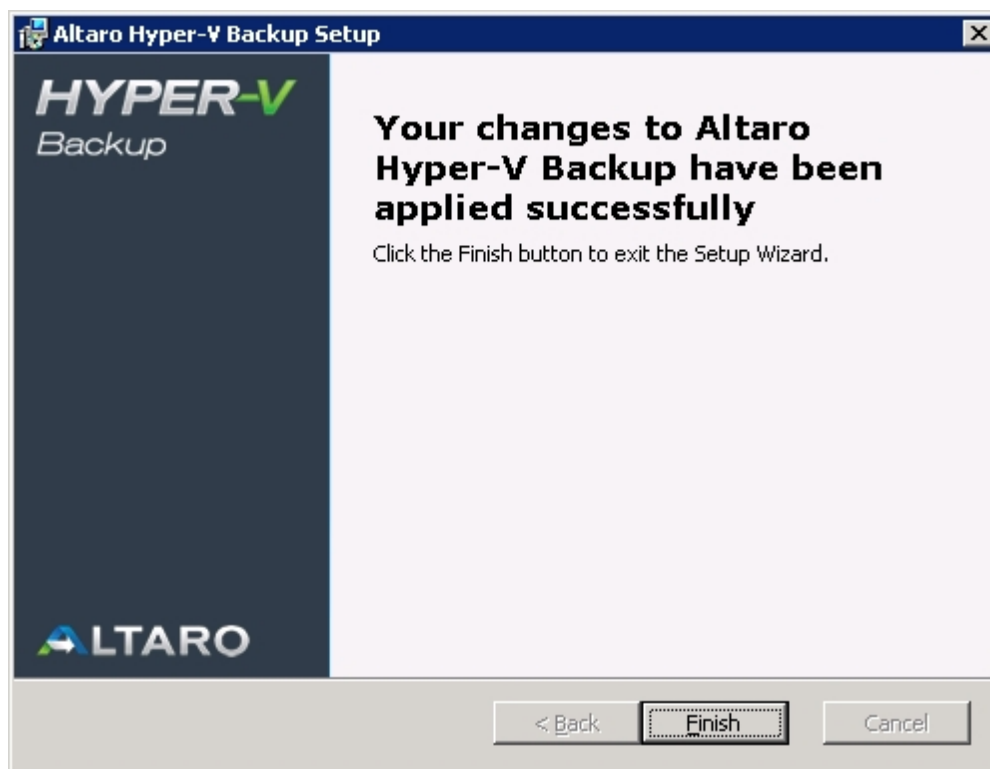 Altaro Hyper-V Backup Setup
HYPER-V
Backup
Your changes to Altaro
Hyper-V Backup have been
applied successfully
Click the Finish button to exit the Setup Wizard.
ALTARO
< Back
Finish
Cancel